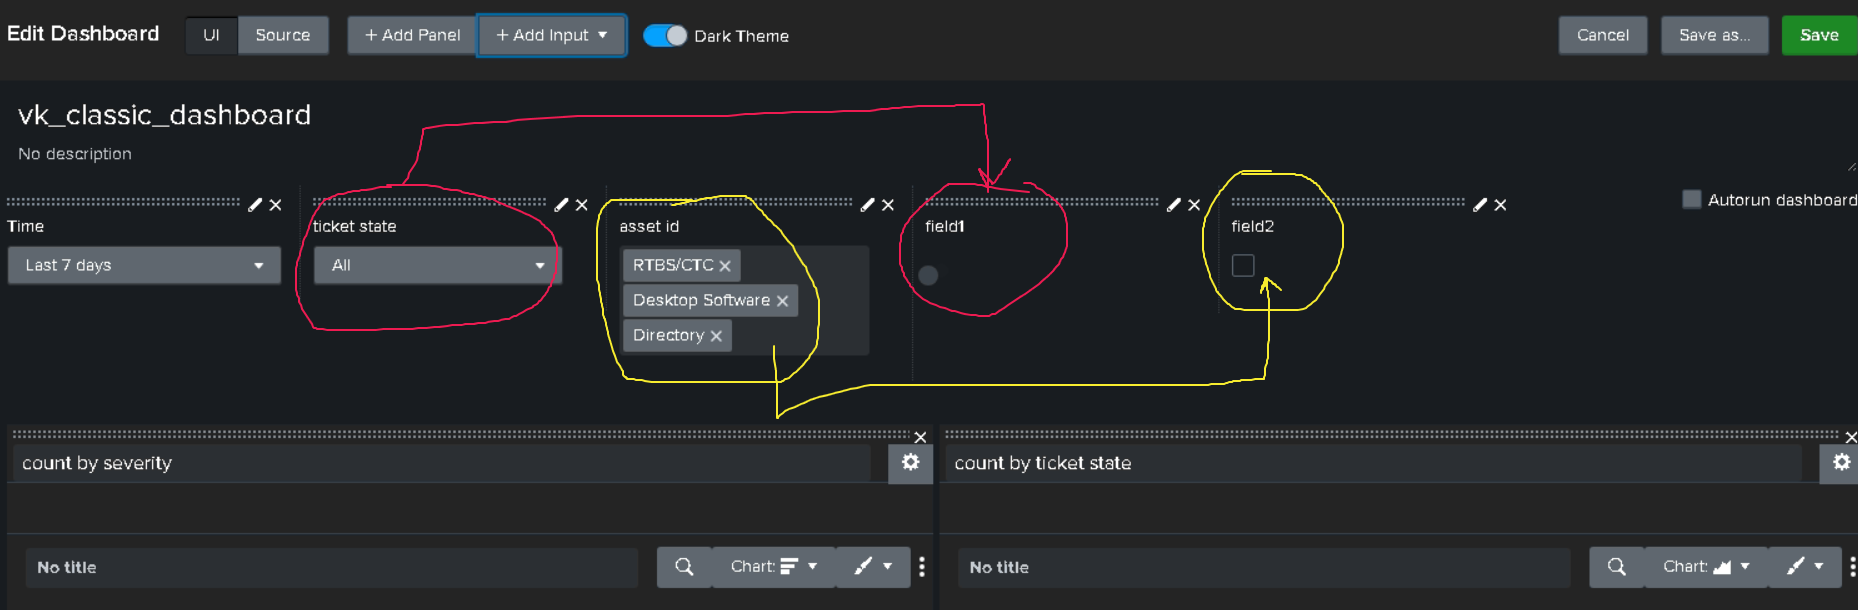 Edit Dashboard UI Source + Add Panel + Add Input Dark Theme Cancel Save as... Save
vk_classic_dashboard
No description
Autorun dashboard
Time ticket state asset id field1 field2
Last 7 days All RTBS/CTC
Desktop Software
Directory
count by severity count by ticket state
No title Chart: No title Chart: